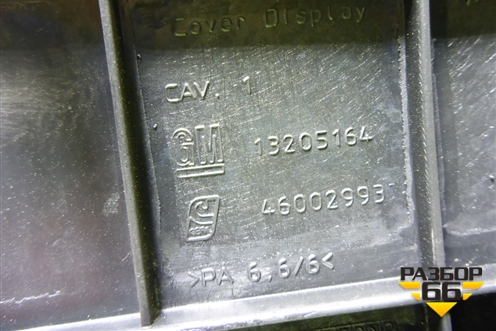 Cover Display
CAV. 1
GM 13205164
46002993
>PA 6,6/6<
РАЗБОР
66